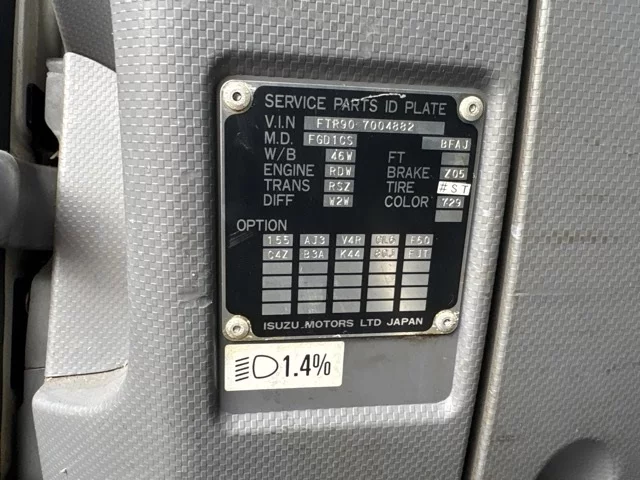 SERVICE PARTS ID PLATE
V.I.N FTR90-7004882
M.D. FGD1CS BFAJ
W/B 46W FT
ENGINE RDW BRAKE Z05
TRANS RSZ TIRE #ST
DIFF W2W COLOR 729
OPTION
155 AJ3 V4R F60
C4Z B3A K44 FJT
ISUZU MOTORS LTD JAPAN
1.4%